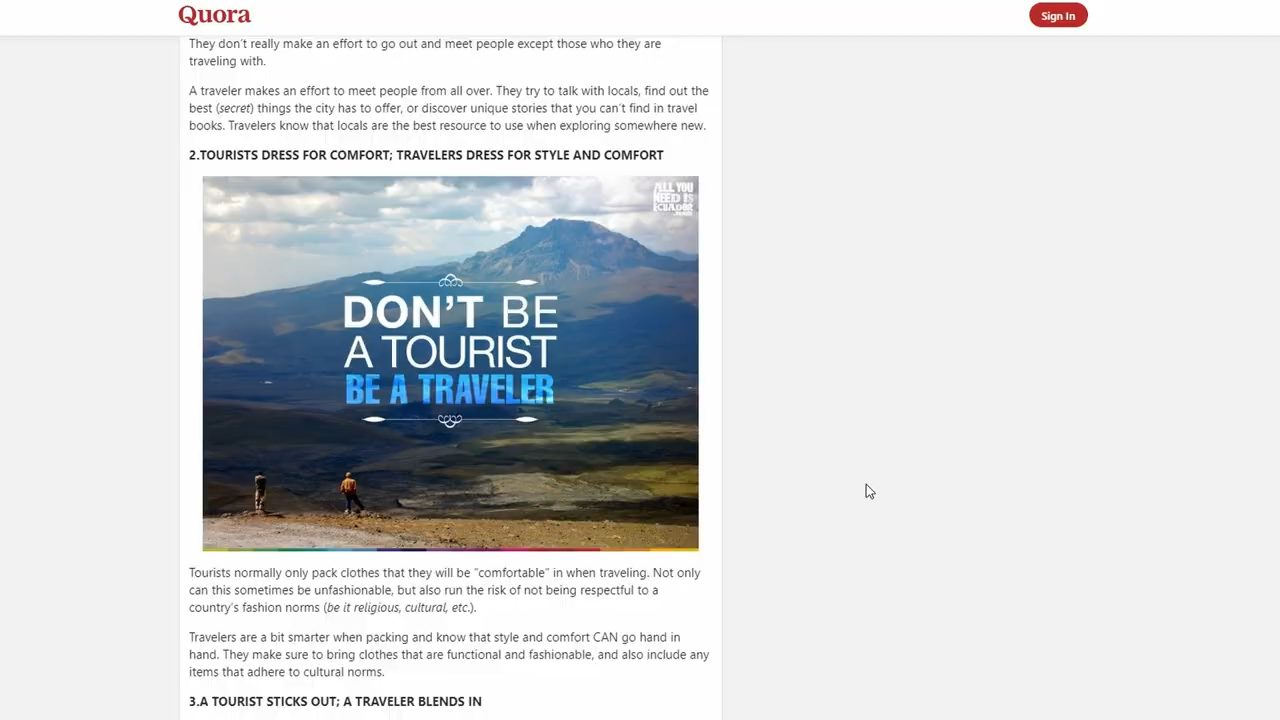 Quora
Sign In
They don't really make an effort to go out and meet people except those who they are
traveling with.
A traveler makes an effort to meet people from all over. They try to talk with locals, find out the
best (secret) things the city has to offer, or discover unique stories that you can't find in travel
books. Travelers know that locals are the best resource to use when exploring somewhere new.
2.TOURISTS DRESS FOR COMFORT; TRAVELERS DRESS FOR STYLE AND COMFORT
ALL YOU
NEED IS
ECUADOR
DON'T BE
A TOURIST
BE A TRAVELER
Tourists normally only pack clothes that they will be "comfortable" in when traveling. Not only
can this sometimes be unfashionable, but also run the risk of not being respectful to a
country's fashion norms (be it religious, cultural, etc.).
Travelers are a bit smarter when packing and know that style and comfort CAN go hand in
hand. They make sure to bring clothes that are functional and fashionable, and also include any
items that adhere to cultural norms.
3.A TOURIST STICKS OUT; A TRAVELER BLENDS IN